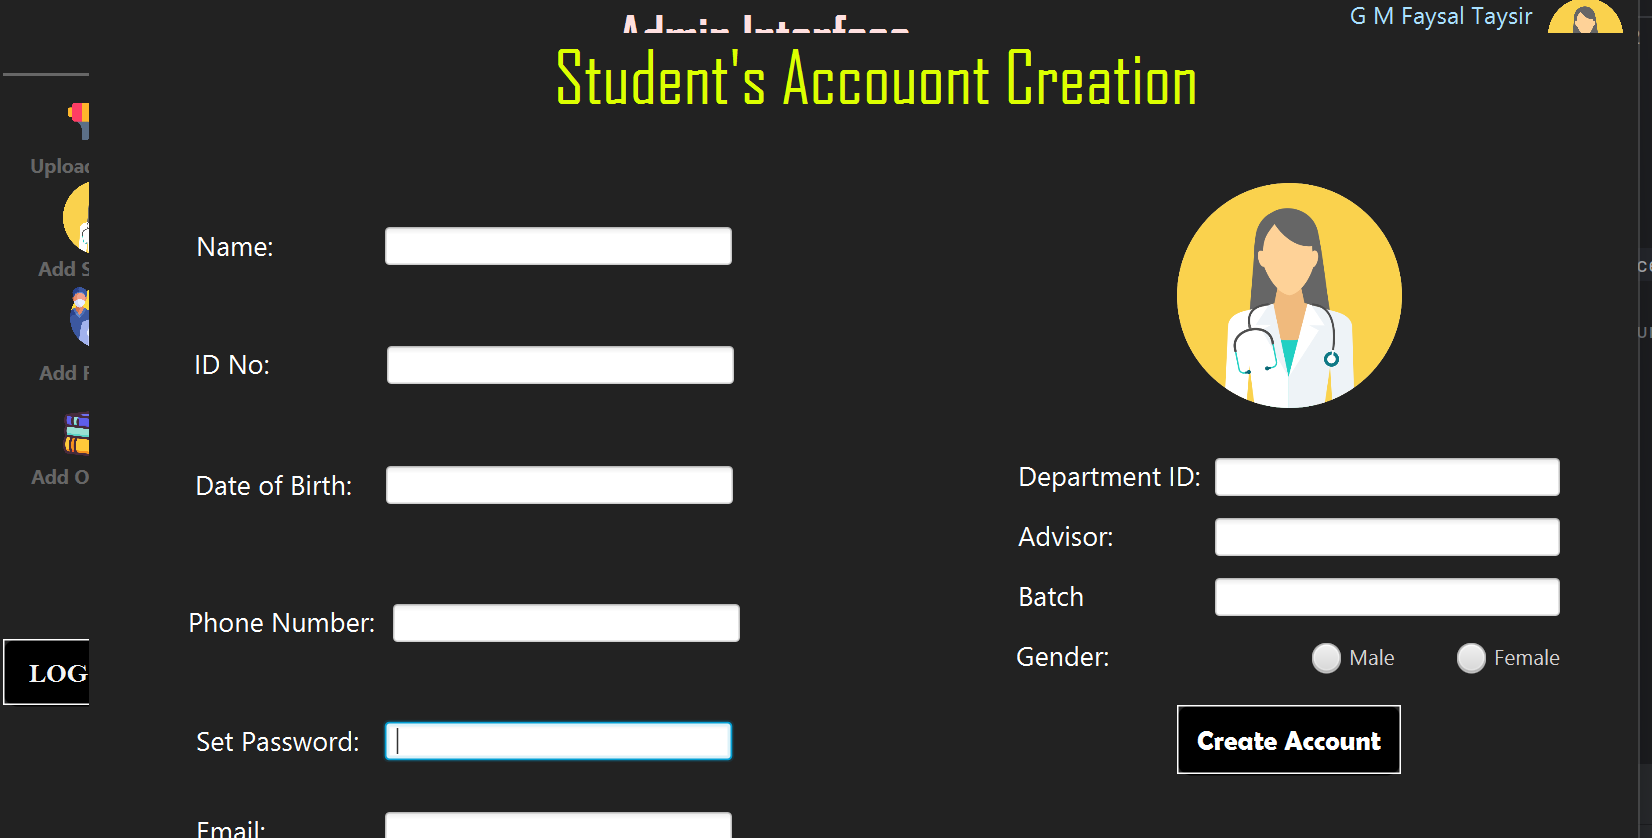 Admin Interface
G M Faysal Taysir
Student's Accouont Creation
Uploa
Add S
Add
Add O
LOG
Name:
ID No:
Date of Birth:
Phone Number:
Set Password:
Email:
Department ID:
Advisor:
Batch
Gender:
Male
Female
Create Account